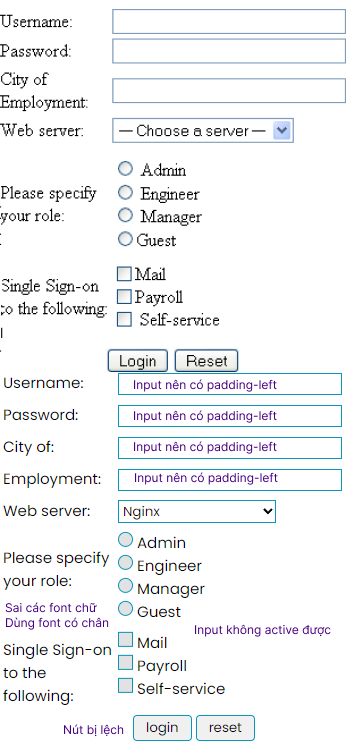 Username:
Password:
City of
Employment:
Web server: — Choose a server —
Admin
Please specify Engineer
your role: Manager
Guest
Single Sign-on Mail
to the following: Payroll
Self-service
Login Reset
Username: Input nên có padding-left
Password: Input nên có padding-left
City of: Input nên có padding-left
Employment: Input nên có padding-left
Web server: Nginx
Admin
Please specify Engineer
your role: Manager
Sai các font chữ Guest
Dùng font có chân
Input không active được
Single Sign-on Mail
to the Payroll
following: Self-service
Nút bị lệch login reset